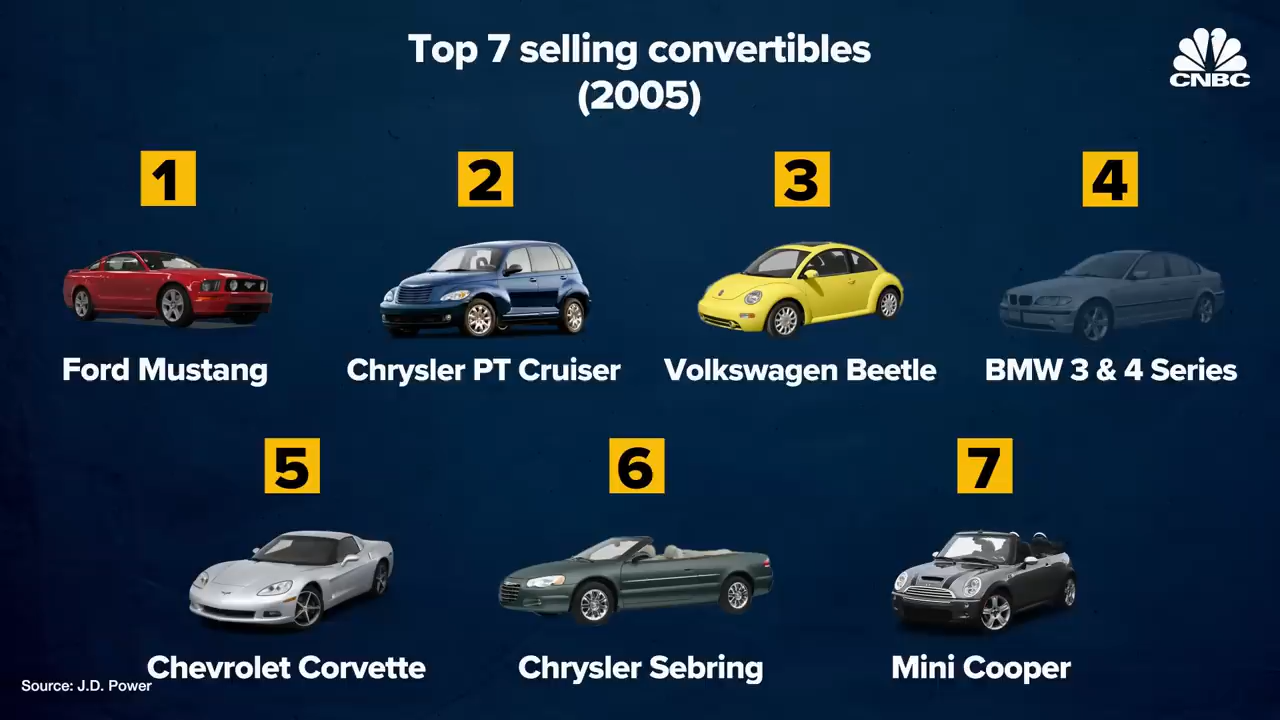 Top 7 selling convertibles
(2005)
CNBC
1
2
3
4
Ford Mustang
Chrysler PT Cruiser
Volkswagen Beetle
BMW 3 & 4 Series
5
6
7
Chevrolet Corvette
Chrysler Sebring
Mini Cooper
Source: J.D. Power